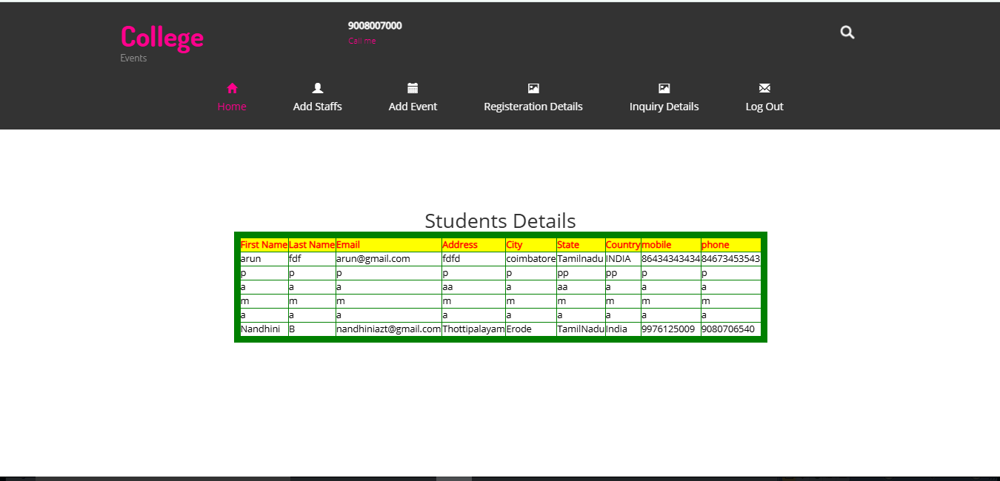 College
Events
9008007000
Call me
Home Add Staffs Add Event Registeration Details Inquiry Details Log Out
Students Details
First Name Last Name Email Address City State Country mobile phone
arun fdf arun@gmail.com fdfd coimbatore Tamilnadu INDIA 86434343434 84673453543
p p p p p pp pp p p
a a a aa a aa a a a
m m m m m m m m m
a a a a a a a a a
Nandhini B nandhiniazt@gmail.com Thottipalayam Erode TamilNadu India 9976125009 9080706540